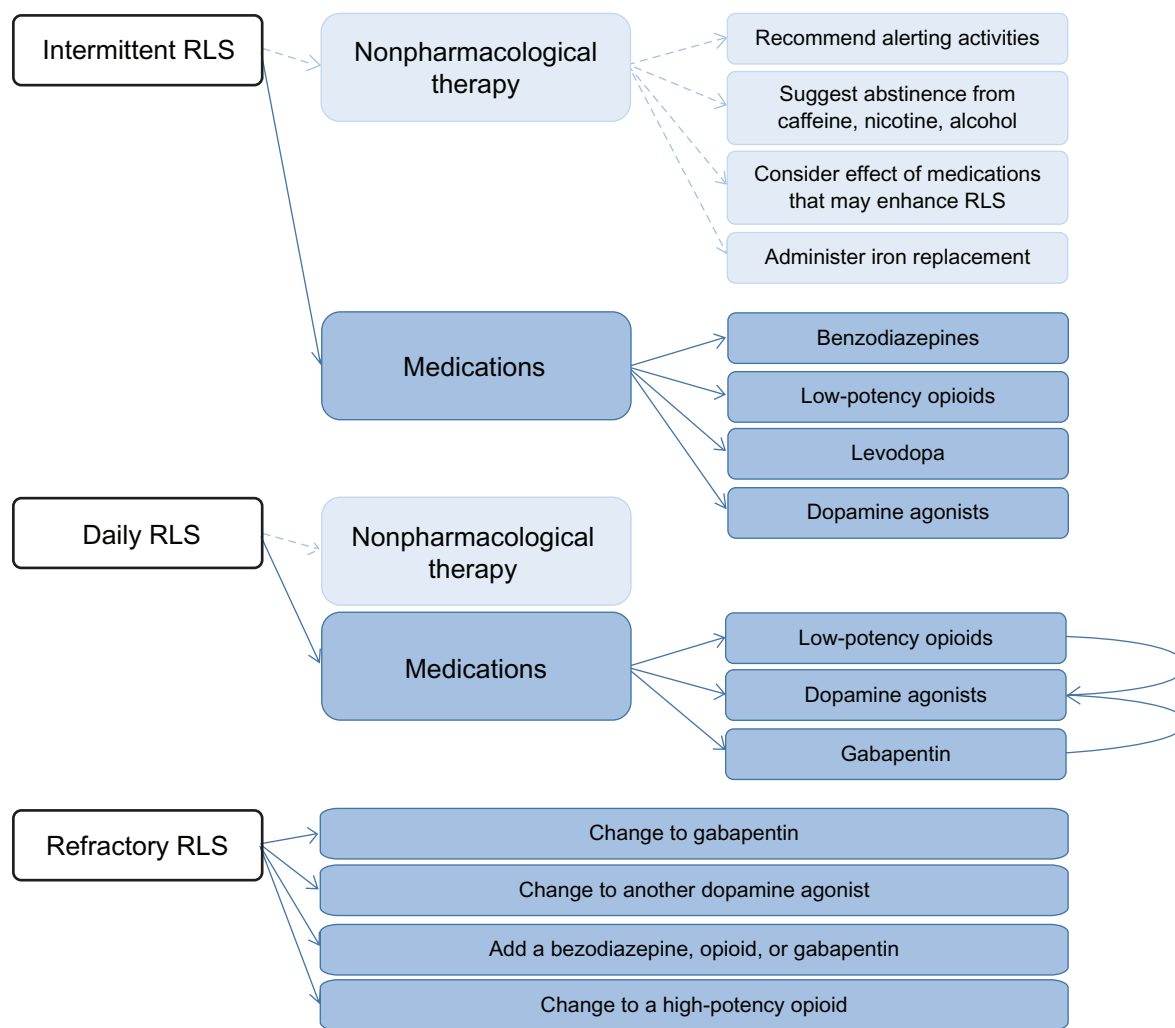 Intermittent RLS
Nonpharmacological
therapy
Recommend alerting activities
Suggest abstinence from
caffeine, nicotine, alcohol
Consider effect of medications
that may enhance RLS
Administer iron replacement
Medications
Benzodiazepines
Low-potency opioids
Levodopa
Dopamine agonists
Daily RLS
Nonpharmacological
therapy
Medications
Low-potency opioids
Dopamine agonists
Gabapentin
Refractory RLS
Change to gabapentin
Change to another dopamine agonist
Add a bezodiazepine, opioid, or gabapentin
Change to a high-potency opioid